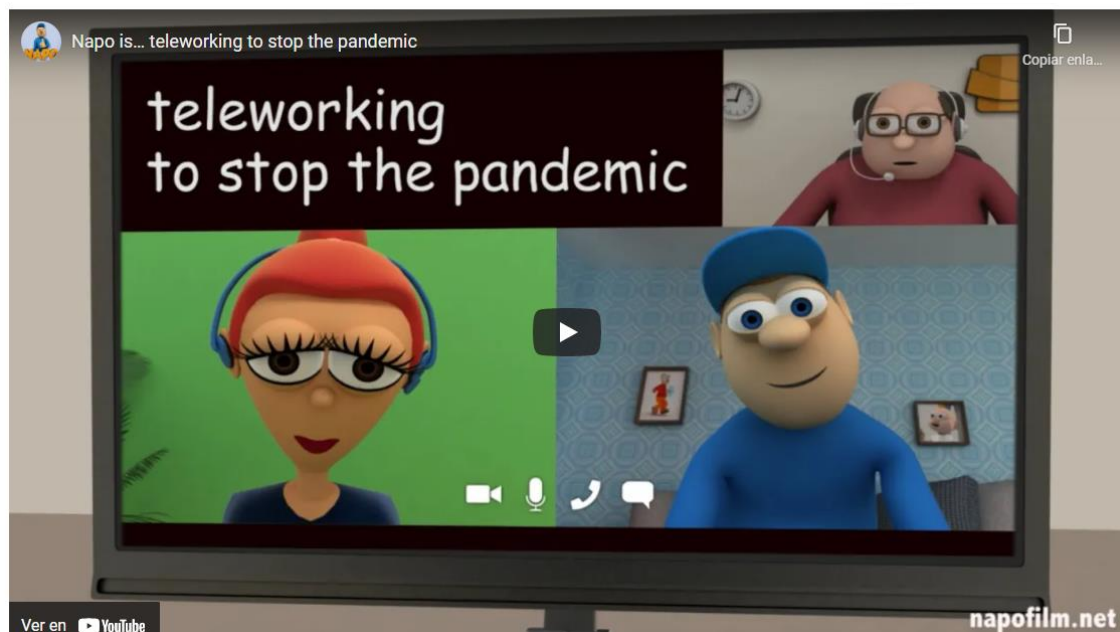 Napo is... teleworking to stop the pandemic
Copiar enla...
teleworking
to stop the pandemic
NAPO
Ver en YouTube
napofilm.net